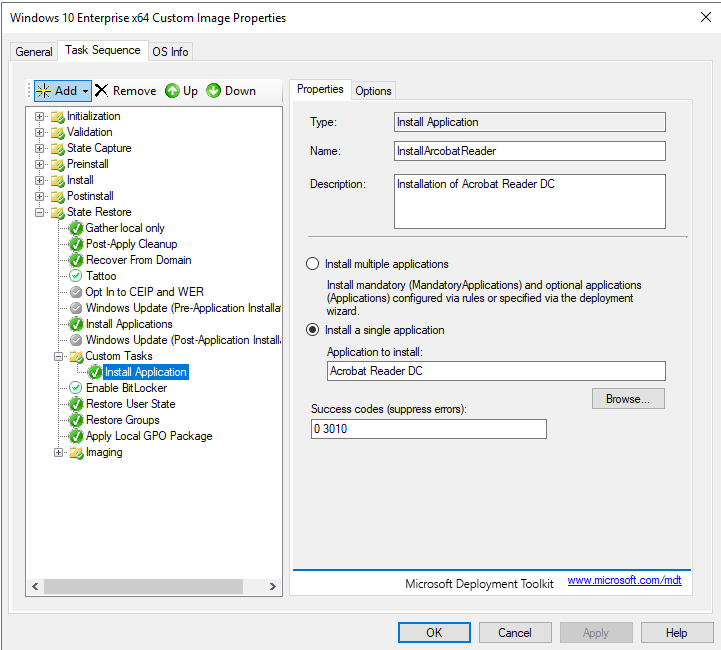 Windows 10 Enterprise x64 Custom Image Properties
General
Task Sequence
OS Info
Add
Remove
Up
Down
Initialization
Validation
State Capture
Preinstall
Install
Postinstall
State Restore
Gather local only
Post-Apply Cleanup
Recover From Domain
Tattoo
Opt In to CEIP and WER
Windows Update (Pre-Application Installa
Install Applications
Windows Update (Post-Application Install
Custom Tasks
Install Application
Enable BitLocker
Restore User State
Restore Groups
Apply Local GPO Package
Imaging
Properties
Options
Type:
Install Application
Name:
InstallArcobatReader
Description:
Installation of Acrobat Reader DC
Install multiple applications
Install mandatory (MandatoryApplications) and optional applications
(Applications) configured via rules or specified via the deployment
wizard.
Install a single application
Application to install:
Acrobat Reader DC
Browse...
Success codes (suppress errors):
0 3010
Microsoft Deployment Toolkit
www.microsoft.com/mdt
OK
Cancel
Apply
Help